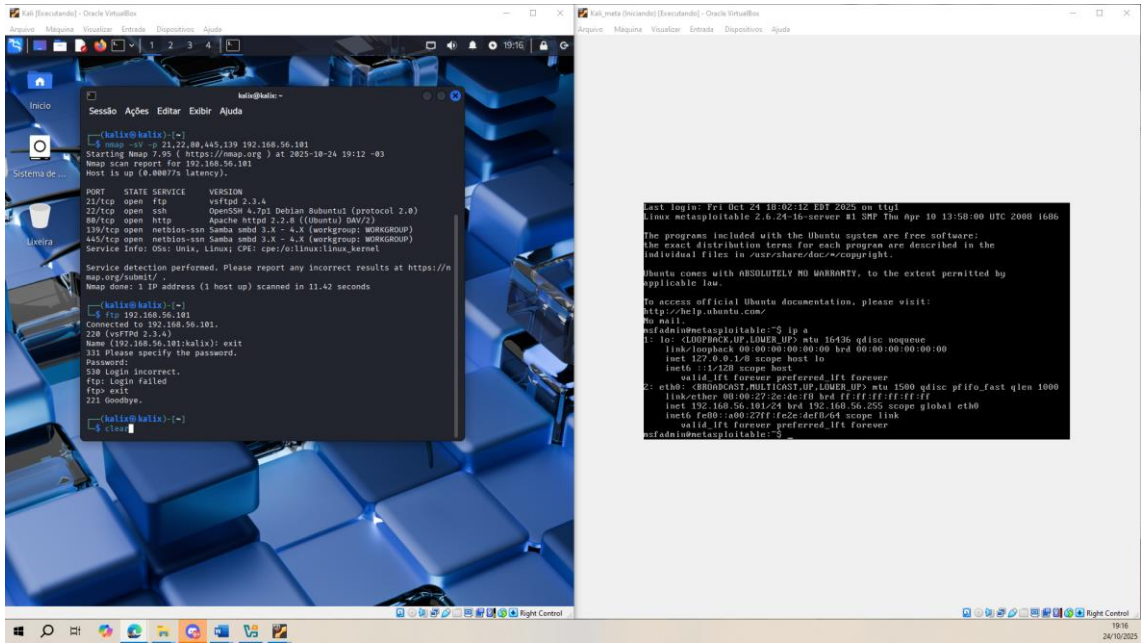 Kali [Executando] - Oracle VirtualBox
Arquivo Máquina Visualizar Entrada Dispositivos Ajuda
1 2 3 4
19:16
Início
Sistema de ...
Lixeira
kalix@kalix: ~
Sessão Ações Editar Exibir Ajuda
┌──(kalix㉿kalix)-[~]
└─$ nmap -sV -p 21,22,80,445,139 192.168.56.101
Starting Nmap 7.95 ( https://nmap.org ) at 2025-10-24 19:12 -03
Nmap scan report for 192.168.56.101
Host is up (0.00077s latency).
PORT STATE SERVICE VERSION
21/tcp open ftp vsftpd 2.3.4
22/tcp open ssh OpenSSH 4.7p1 Debian 8ubuntu1 (protocol 2.0)
80/tcp open http Apache httpd 2.2.8 ((Ubuntu) DAV/2)
139/tcp open netbios-ssn Samba smbd 3.X - 4.X (workgroup: WORKGROUP)
445/tcp open netbios-ssn Samba smbd 3.X - 4.X (workgroup: WORKGROUP)
Service Info: OSs: Unix, Linux; CPE: cpe:/o:linux:linux_kernel
Service detection performed. Please report any incorrect results at https://n
map.org/submit/ .
Nmap done: 1 IP address (1 host up) scanned in 11.42 seconds
┌──(kalix㉿kalix)-[~]
└─$ ftp 192.168.56.101
Connected to 192.168.56.101.
220 (vsFTPd 2.3.4)
Name (192.168.56.101:kalix): exit
331 Please specify the password.
Password:
530 Login incorrect.
ftp: Login failed
ftp> exit
221 Goodbye.
┌──(kalix㉿kalix)-[~]
└─$ clear
Right Control
Kali_meta (Iniciando) [Executando] - Oracle VirtualBox
Arquivo Máquina Visualizar Entrada Dispositivos Ajuda
Last login: Fri Oct 24 18:02:12 EDT 2025 on tty1
Linux metasploitable 2.6.24-16-server #1 SMP Thu Apr 10 13:58:00 UTC 2008 i686
The programs included with the Ubuntu system are free software;
the exact distribution terms for each program are described in the
individual files in /usr/share/doc/*/copyright.
Ubuntu comes with ABSOLUTELY NO WARRANTY, to the extent permitted by
applicable law.
To access official Ubuntu documentation, please visit:
http://help.ubuntu.com/
No mail.
msfadmin@metasploitable:~$ ip a
1: lo: <LOOPBACK,UP,LOWER_UP> mtu 16436 qdisc noqueue
link/loopback 00:00:00:00:00:00 brd 00:00:00:00:00:00
inet 127.0.0.1/8 scope host lo
inet6 ::1/128 scope host
valid_lft forever preferred_lft forever
2: eth0: <BROADCAST,MULTICAST,UP,LOWER_UP> mtu 1500 qdisc pfifo_fast qlen 1000
link/ether 08:00:27:2e:de:f8 brd ff:ff:ff:ff:ff:ff
inet 192.168.56.101/24 brd 192.168.56.255 scope global eth0
inet6 fe80::a00:27ff:fe2e:def8/64 scope link
valid_lft forever preferred_lft forever
msfadmin@metasploitable:~$ _
Right Control
19:16
24/10/2025